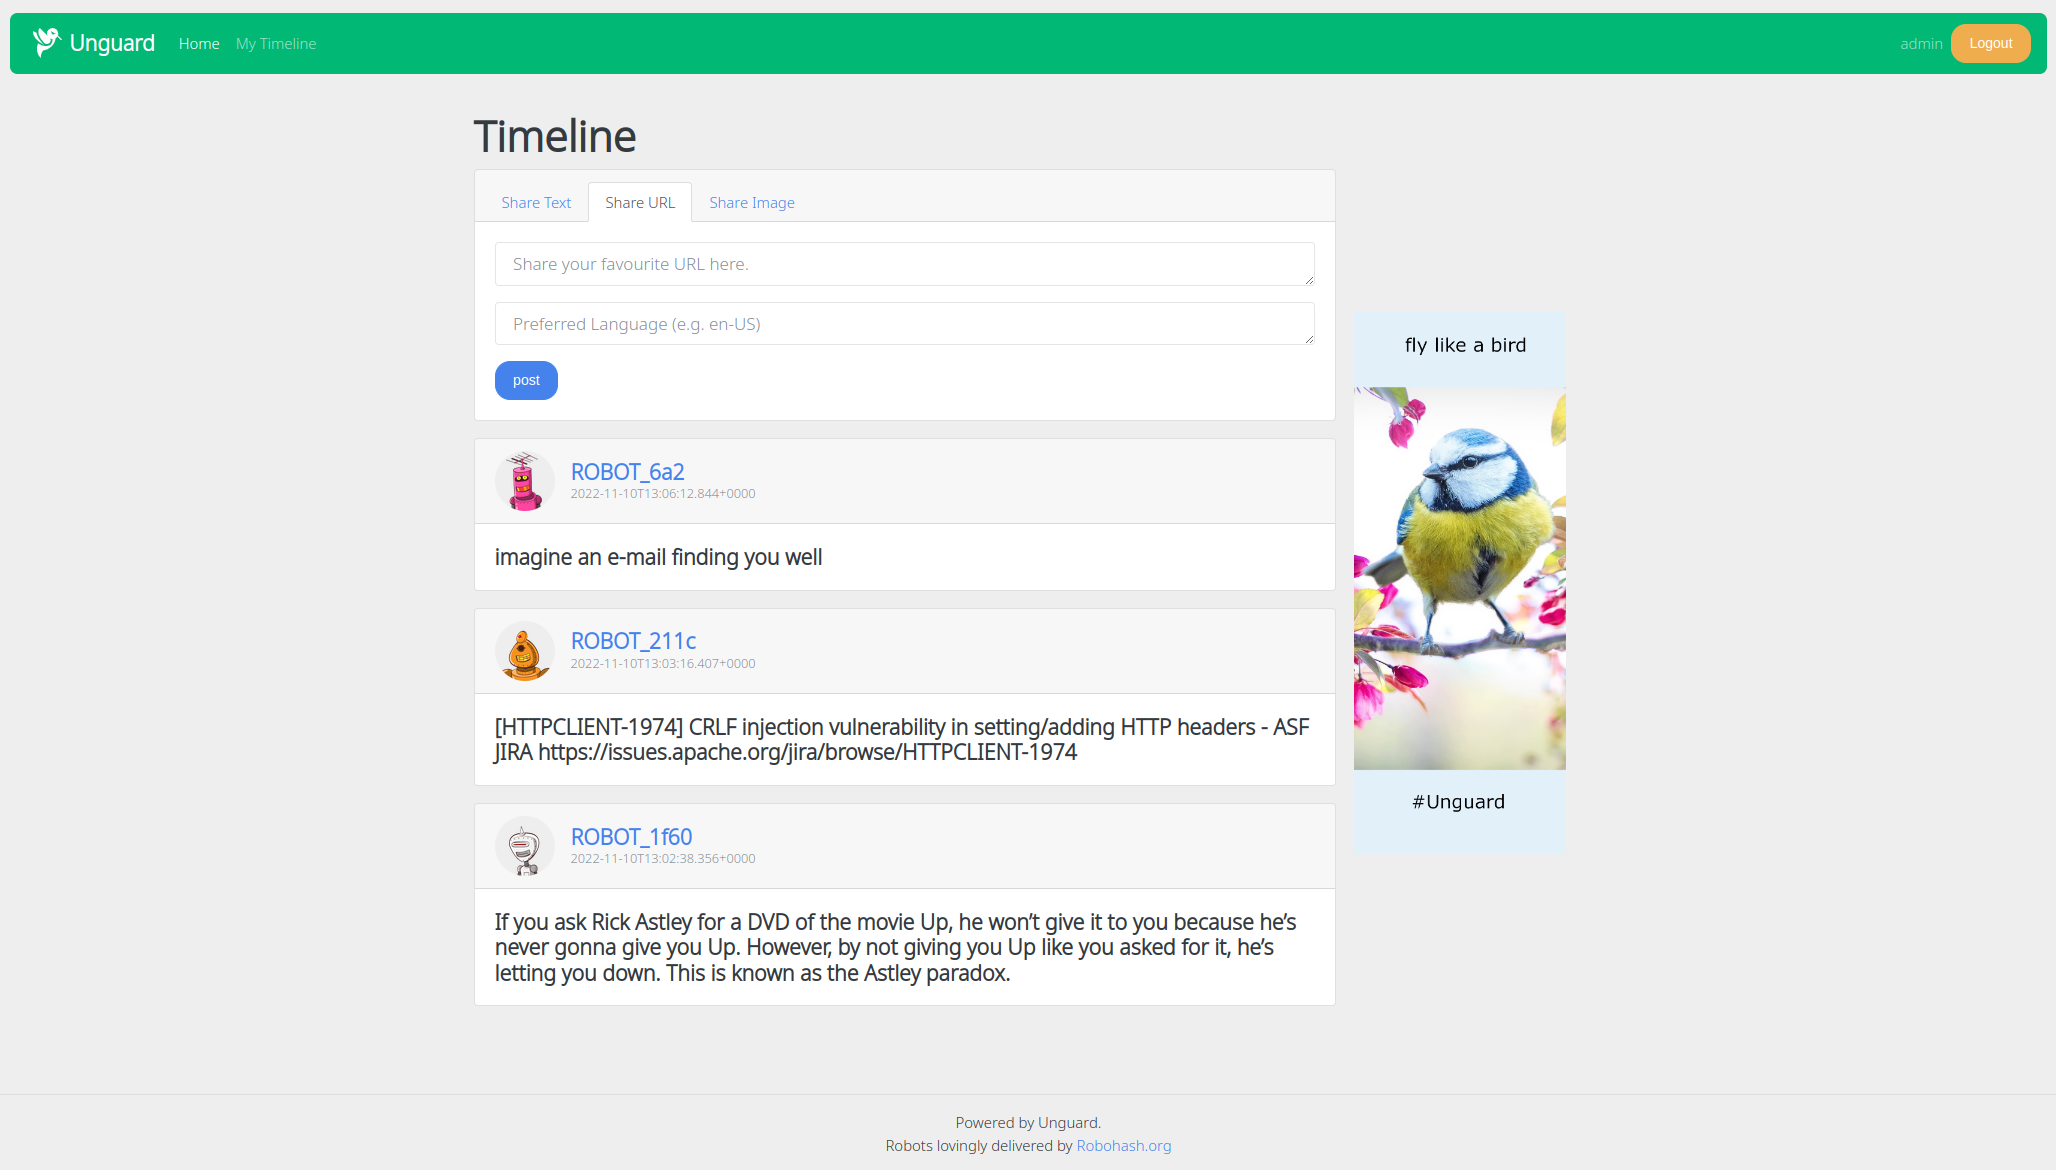 Unguard Home My Timeline admin Logout
Timeline
Share Text Share URL Share Image
Share your favourite URL here.
Preferred Language (e.g. en-US)
post
ROBOT_6a2
2022-11-10T13:06:12.844+0000
imagine an e-mail finding you well
ROBOT_211c
2022-11-10T13:03:16.407+0000
[HTTPCLIENT-1974] CRLF injection vulnerability in setting/adding HTTP headers - ASF
JIRA https://issues.apache.org/jira/browse/HTTPCLIENT-1974
ROBOT_1f60
2022-11-10T13:02:38.356+0000
If you ask Rick Astley for a DVD of the movie Up, he won’t give it to you because he’s
never gonna give you Up. However, by not giving you Up like you asked for it, he’s
letting you down. This is known as the Astley paradox.
fly like a bird
#Unguard
Powered by Unguard.
Robots lovingly delivered by Robohash.org